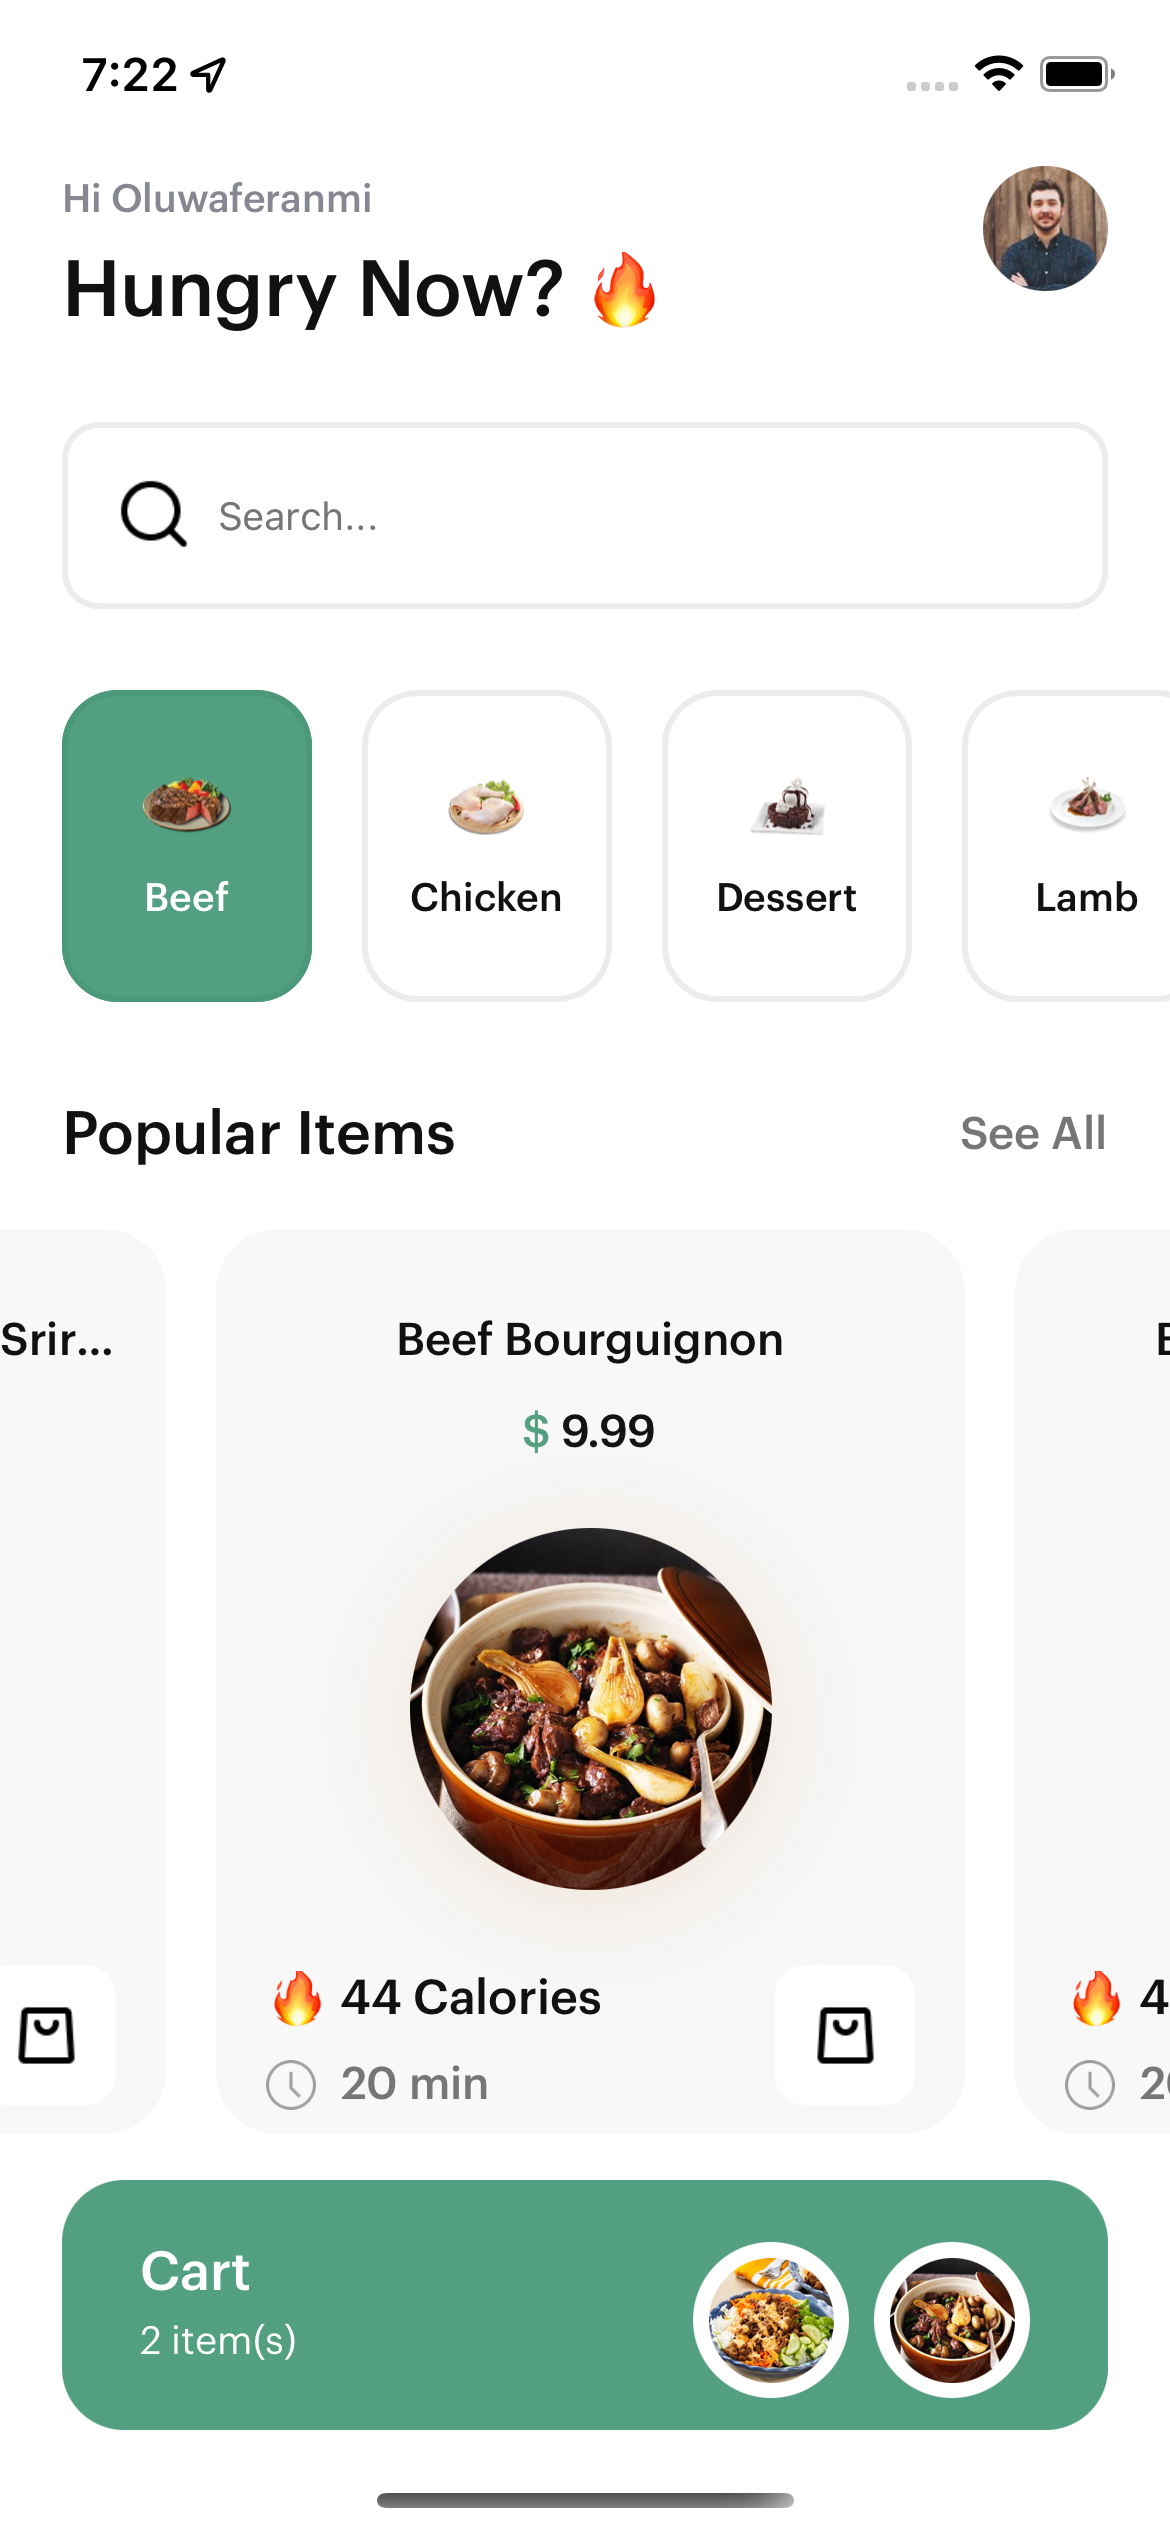 7:22
Hi Oluwaferanmi
Hungry Now? 🔥
Search...
Beef
Chicken
Dessert
Lamb
Popular Items
See All
Srir...
Beef Bourguignon
$ 9.99
🔥 44 Calories
20 min
🔥 4
Cart
2 item(s)